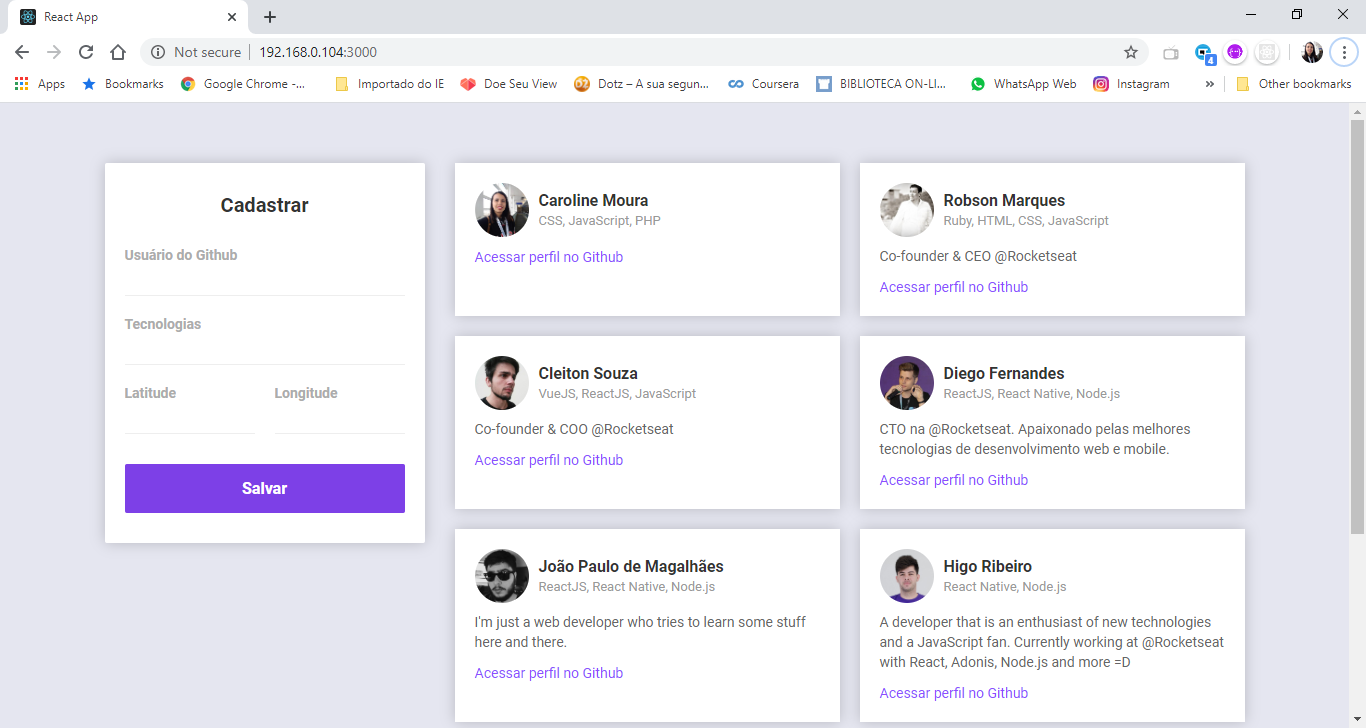 React App
Not secure
192.168.0.104:3000
4
Apps
Bookmarks
Google Chrome -...
Importado do IE
Doe Seu View
Dotz – A sua segun...
Coursera
BIBLIOTECA ON-LI...
WhatsApp Web
Instagram
»
Other bookmarks
Cadastrar
Usuário do Github
Tecnologias
Latitude
Longitude
Salvar
Caroline Moura
CSS, JavaScript, PHP
Acessar perfil no Github
Robson Marques
Ruby, HTML, CSS, JavaScript
Co-founder & CEO @Rocketseat
Acessar perfil no Github
Cleiton Souza
VueJS, ReactJS, JavaScript
Co-founder & COO @Rocketseat
Acessar perfil no Github
Diego Fernandes
ReactJS, React Native, Node.js
CTO na @Rocketseat. Apaixonado pelas melhores
tecnologias de desenvolvimento web e mobile.
Acessar perfil no Github
João Paulo de Magalhães
ReactJS, React Native, Node.js
I'm just a web developer who tries to learn some stuff
here and there.
Acessar perfil no Github
Higo Ribeiro
React Native, Node.js
A developer that is an enthusiast of new technologies
and a JavaScript fan. Currently working at @Rocketseat
with React, Adonis, Node.js and more =D
Acessar perfil no Github